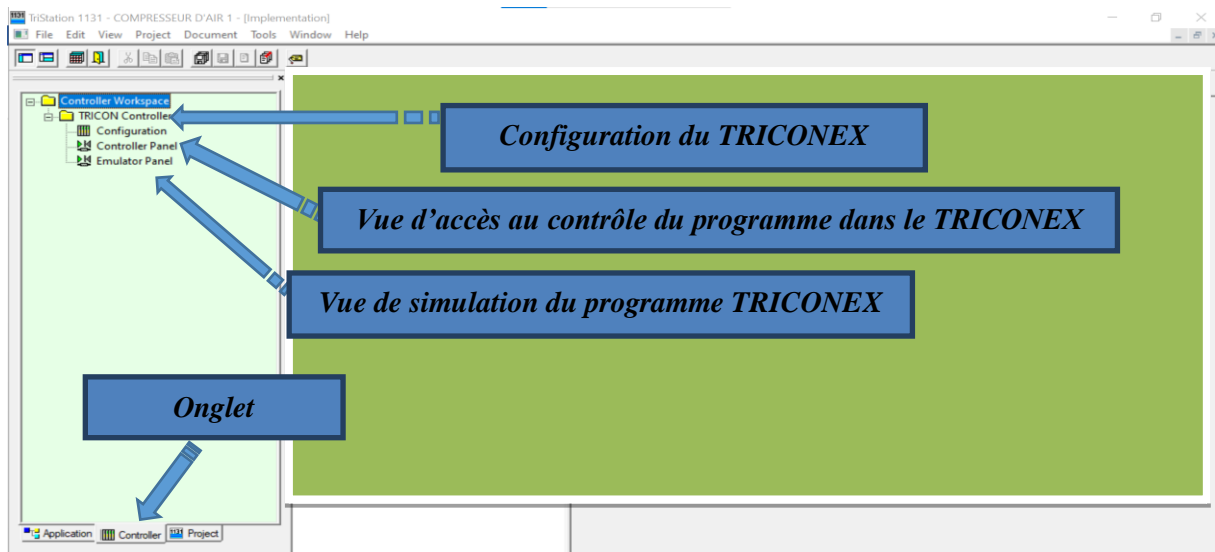 1131 TriStation 1131 - COMPRESSEUR D'AIR 1 - [Implementation]
File Edit View Project Document Tools Window Help
Controller Workspace
TRICON Controller
Configuration
Controller Panel
Emulator Panel
Configuration du TRICONEX
Vue d'accès au contrôle du programme dans le TRICONEX
Vue de simulation du programme TRICONEX
Onglet
Application Controller 1131 Project